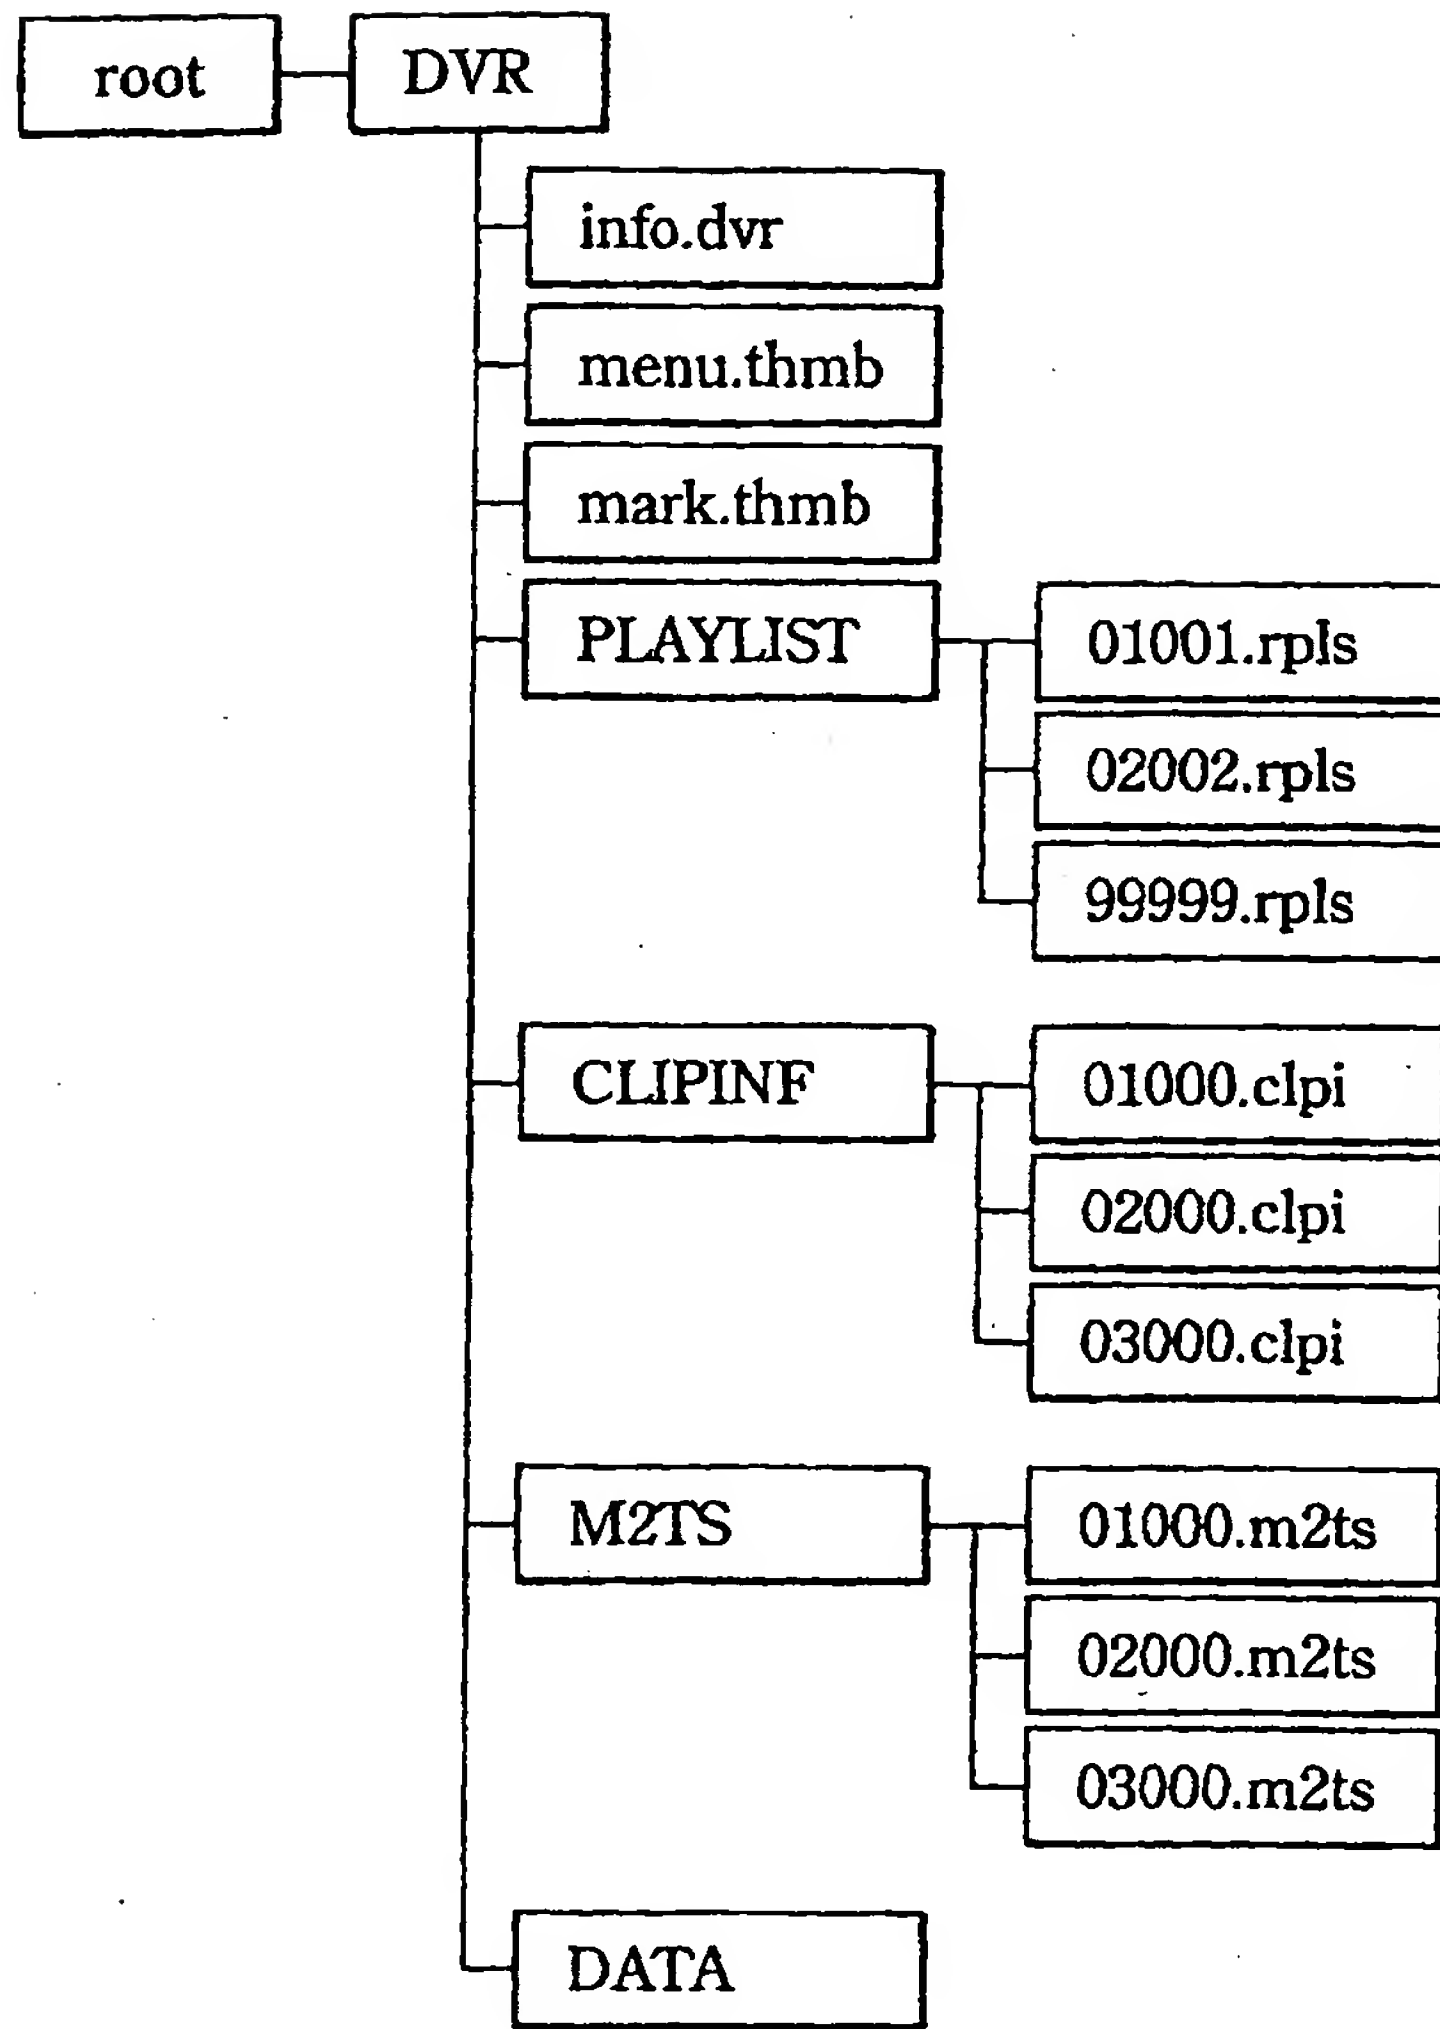 root
DVR
info.dvr
menu.thmb
mark.thmb
PLAYLIST
01001.rpls
02002.rpls
99999.rpls
CLIPINF
01000.clpi
02000.clpi
03000.clpi
M2TS
01000.m2ts
02000.m2ts
03000.m2ts
DATA